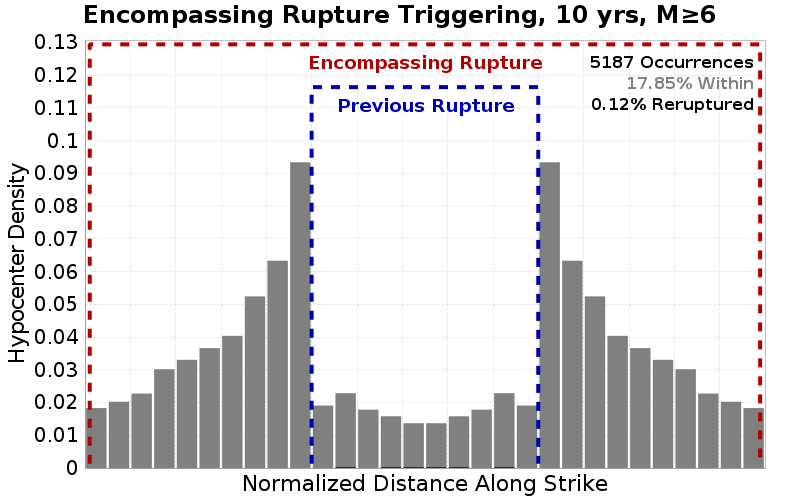 Encompassing Rupture Triggering, 10 yrs, M≥6
0.13
0.12
0.11
0.1
0.09
0.08
0.07
0.06
0.05
0.04
0.03
0.02
0.01
0
Hypocenter Density
Encompassing Rupture
Previous Rupture
5187 Occurrences
17.85% Within
0.12% Reruptured
Normalized Distance Along Strike